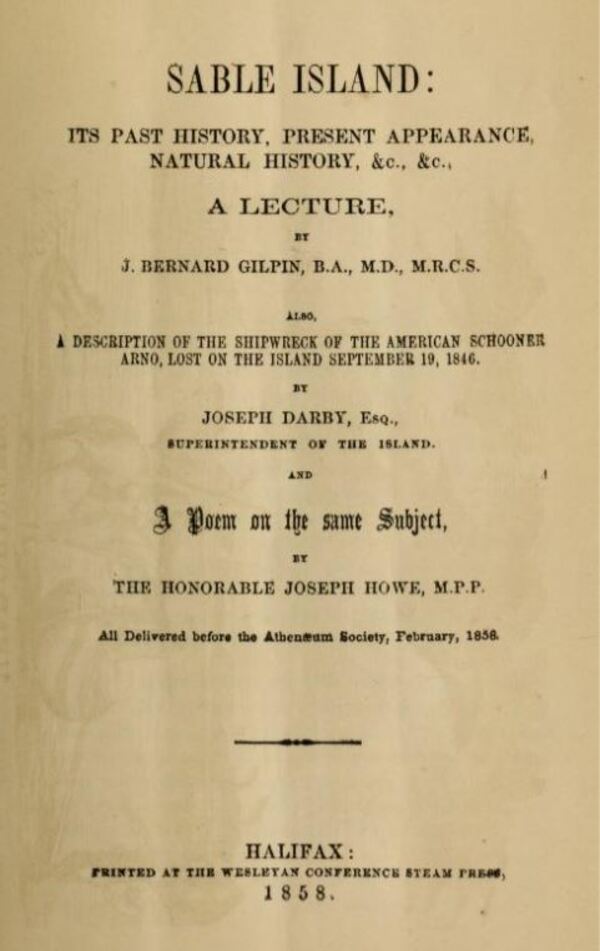 SABLE ISLAND:
ITS PAST HISTORY, PRESENT APPEARANCE,
NATURAL HISTORY, &c., &c.,
A LECTURE,
BY
J. BERNARD GILPIN, B.A., M.D., M.R.C.S.
ALSO,
A DESCRIPTION OF THE SHIPWRECK OF THE AMERICAN SCHOONER
ARNO, LOST ON THE ISLAND SEPTEMBER 19, 1846.
BY
JOSEPH DARBY, Esq.,
SUPERINTENDENT OF THE ISLAND.
AND
A Poem on the same Subject,
BY
THE HONORABLE JOSEPH HOWE, M.P.P.
All Delivered before the Athenæum Society, February, 1858.
HALIFAX:
PRINTED AT THE WESLEYAN CONFERENCE STEAM PRESS,
1858.